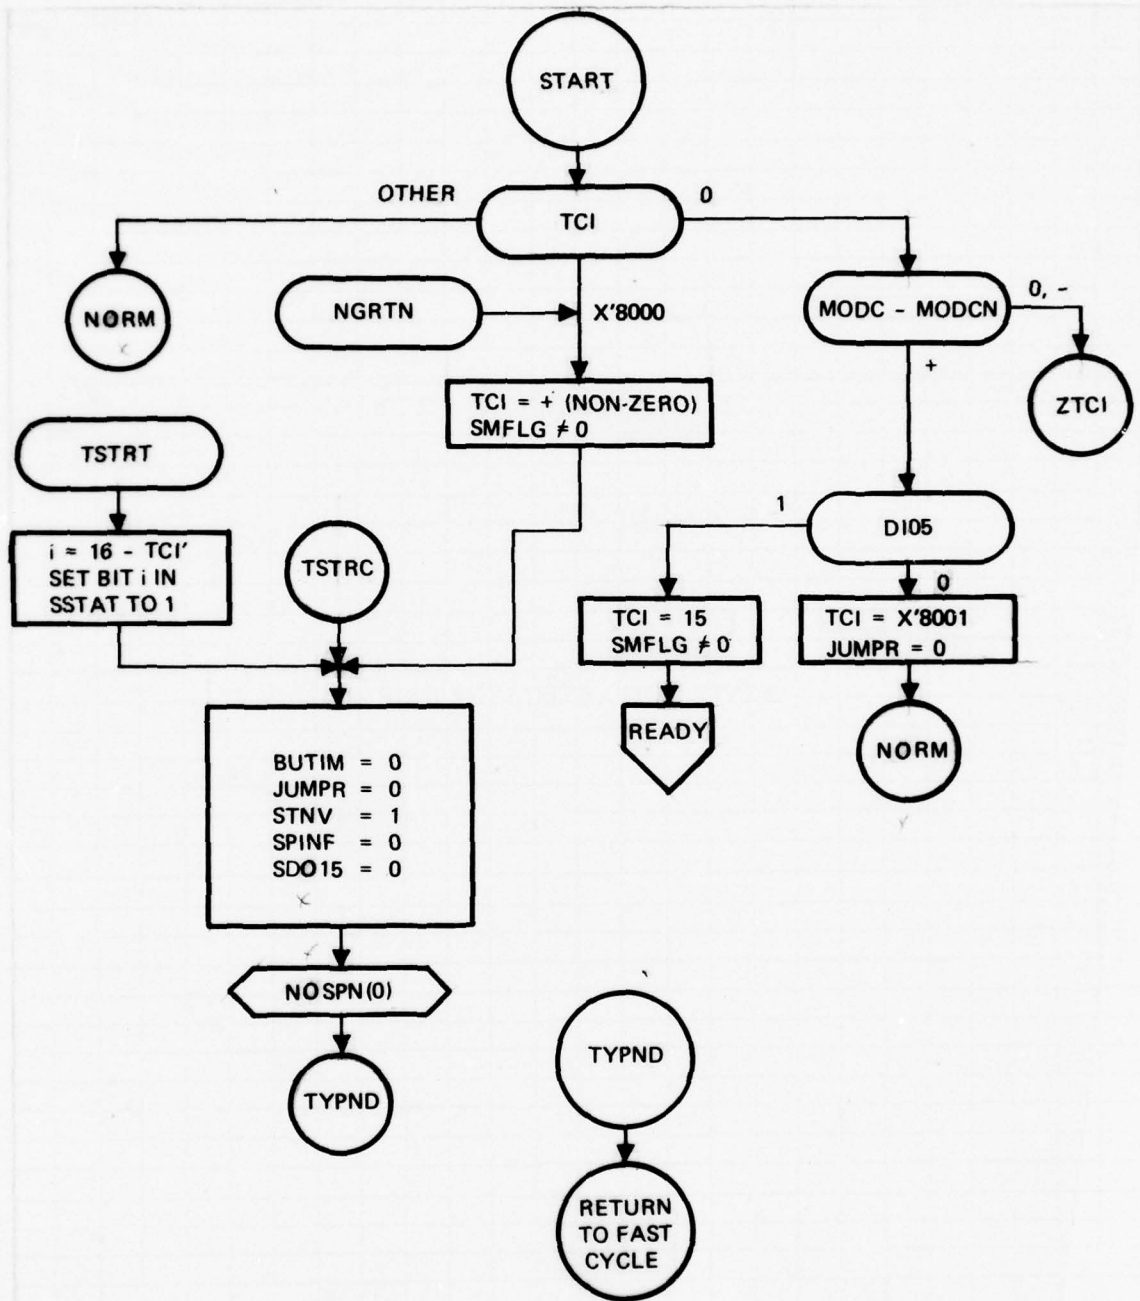 START
OTHER
0
TCI
NGRTN
X'8000
NORM
MODC - MODCN
0, -
+
ZTCI
TCI = + (NON-ZERO)
SMFLG ≠ 0
TSTRT
1
DI05
i = 16 - TCI'
SET BIT i IN
SSTAT TO 1
TSTRC
0
TCI = 15
SMFLG ≠ 0
TCI = X'8001
JUMPR = 0
READY
NORM
BUTIM = 0
JUMPR = 0
STNV = 1
SPINF = 0
SDO15 = 0
NOSPN(0)
TYPND
TYPND
RETURN
TO FAST
CYCLE